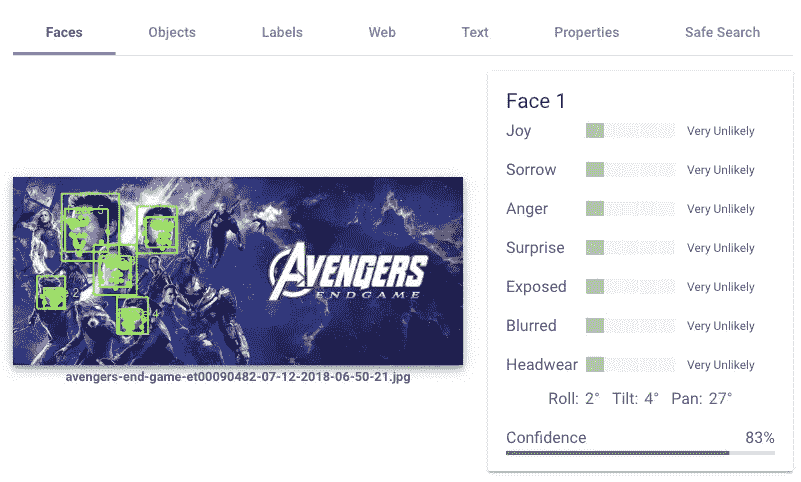 Faces Objects Labels Web Text Properties Safe Search
AVENGERS
ENDGAME
avengers-end-game-et00090482-07-12-2018-06-50-21.jpg
Face 1
Joy Very Unlikely
Sorrow Very Unlikely
Anger Very Unlikely
Surprise Very Unlikely
Exposed Very Unlikely
Blurred Very Unlikely
Headwear Very Unlikely
Roll: 2° Tilt: 4° Pan: 27°
Confidence 83%